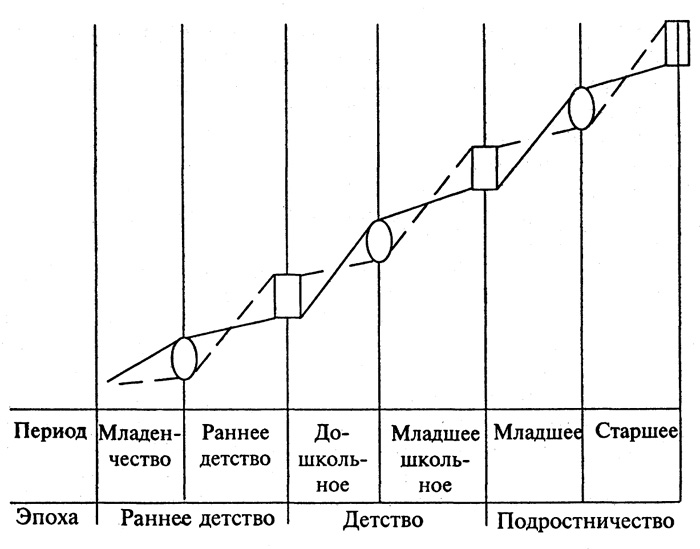 Период
Младен-
чество
Раннее
детство
До-
школь-
ное
Младшее
школь-
ное
Младшее
Старшее
Эпоха
Раннее детство
Детство
Подростничество